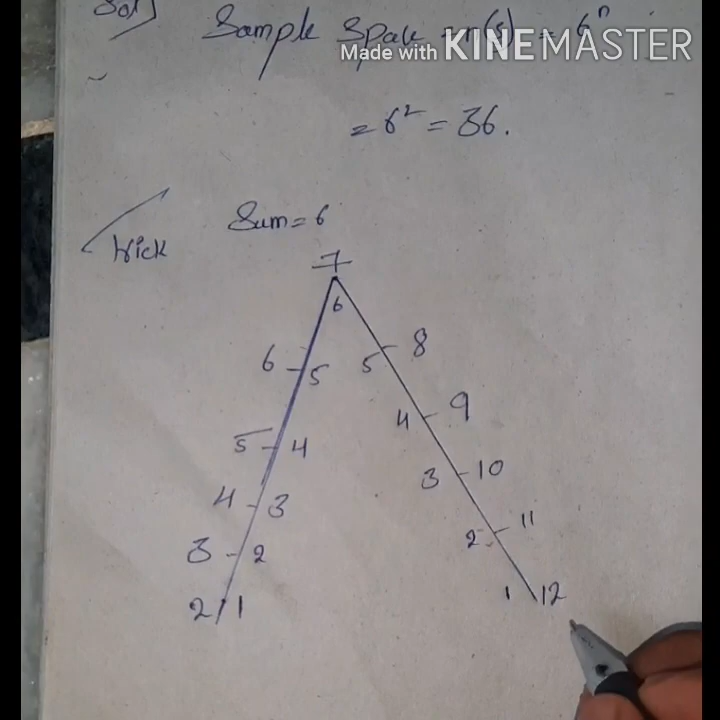 Sol)
Sample Space n(S) = 6ⁿ
Made with KINEMASTER
= 6² = 36.
Sum = 6
trick
7
6
6 5 5 8
5 4 4 9
4 3 3 10
3 2 2 11
2 1 1 12